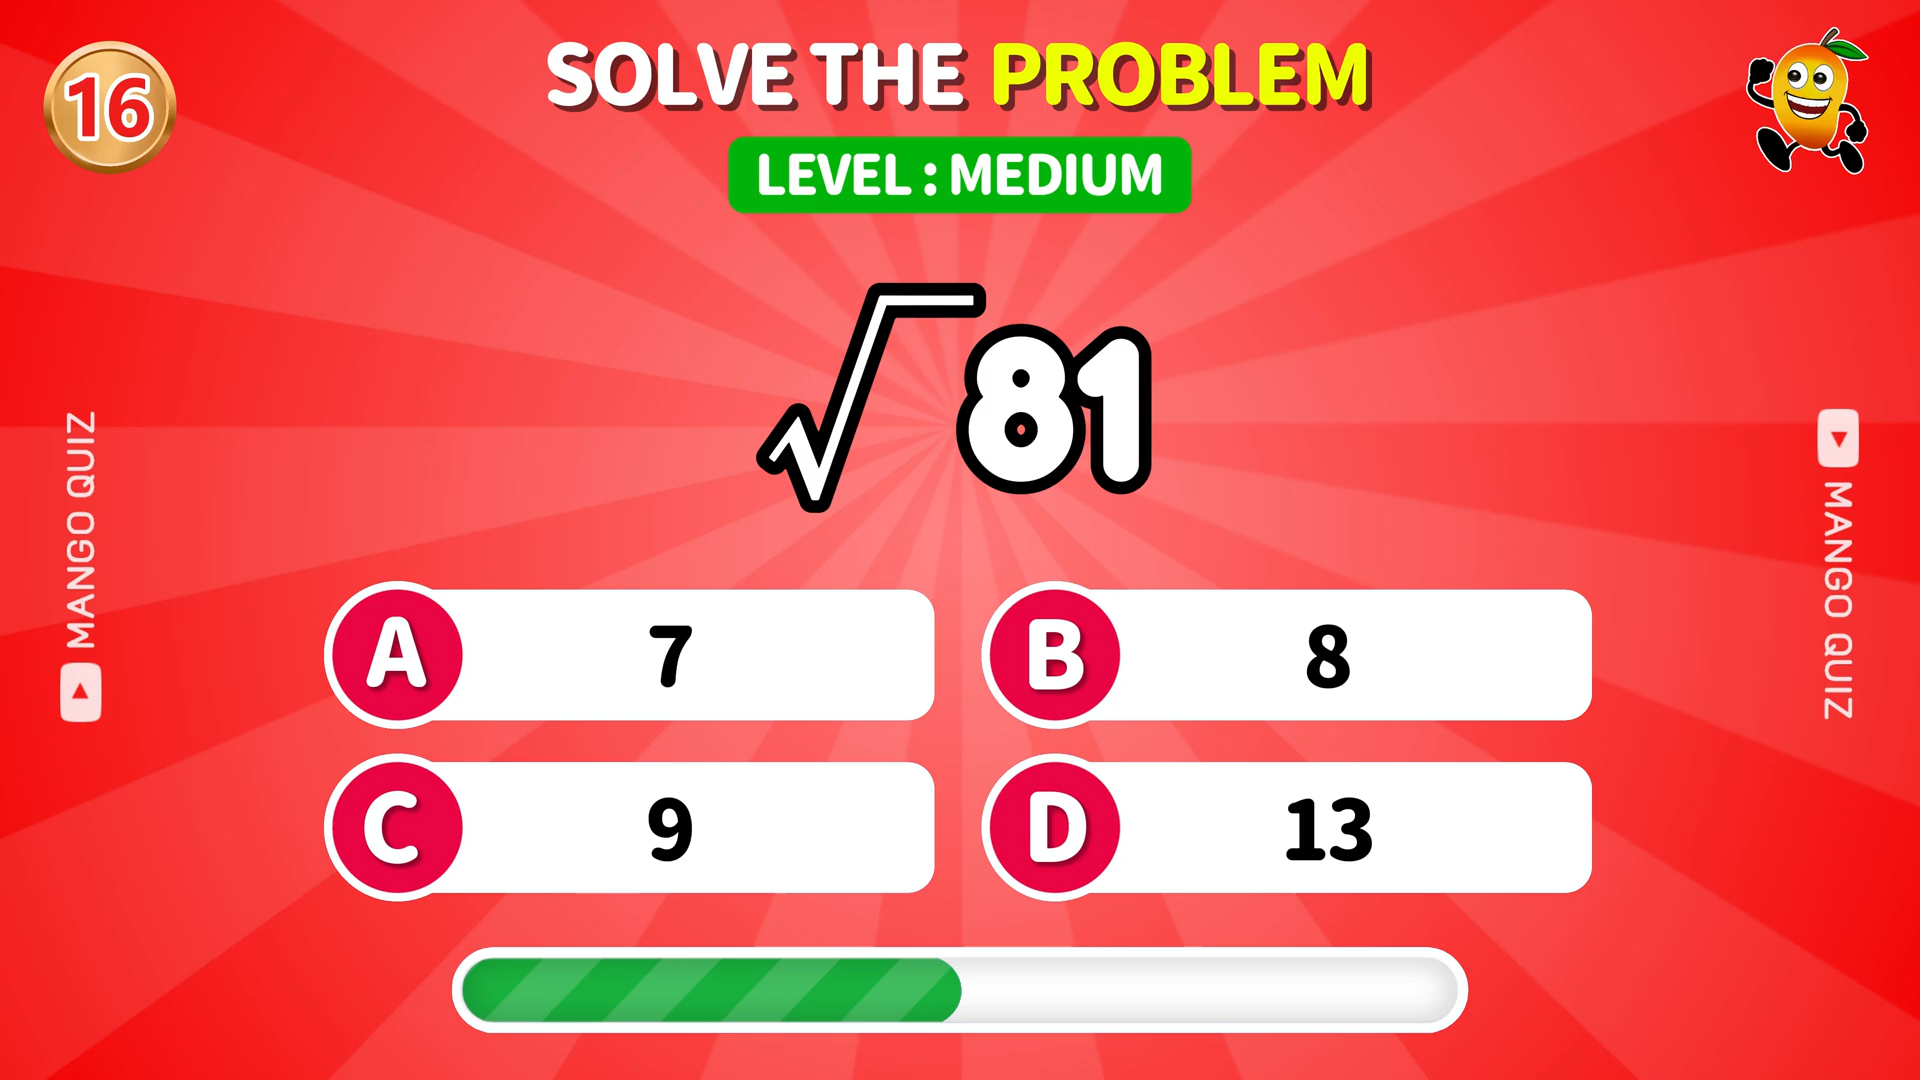 16
SOLVE THE PROBLEM
LEVEL : MEDIUM
√81
MANGO QUIZ
MANGO QUIZ
A 7
B 8
C 9
D 13